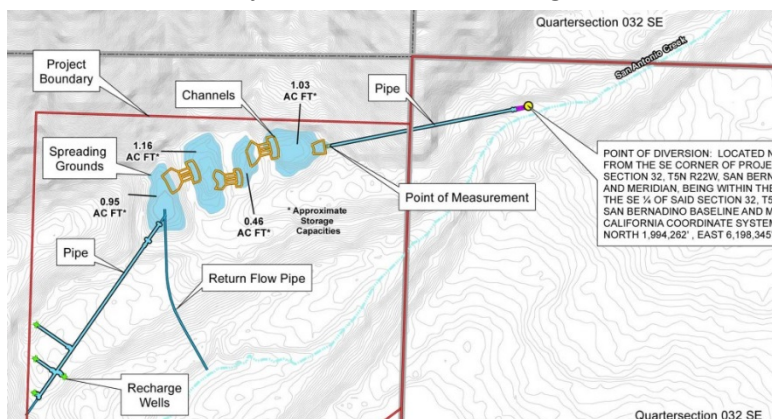 Quartersection 032 SE
San Antonio Creek
Project
Boundary
Channels
1.03
AC FT*
Pipe
1.16
AC FT*
Spreading
Grounds
0.95
AC FT*
0.46
AC FT*
* Approximate
Storage
Capacities
Point of Measurement
POINT OF DIVERSION: LOCATED N
FROM THE SE CORNER OF PROJE
SECTION 32, T5N R22W, SAN BERN
AND MERIDIAN, BEING WITHIN THE
THE SE ¼ OF SAID SECTION 32, T5
SAN BERNADINO BASELINE AND M
CALIFORNIA COORDINATE SYSTEM
NORTH 1,994,262' , EAST 6,198,345'
Pipe
Return Flow Pipe
Recharge
Wells
Quartersection 032 SE